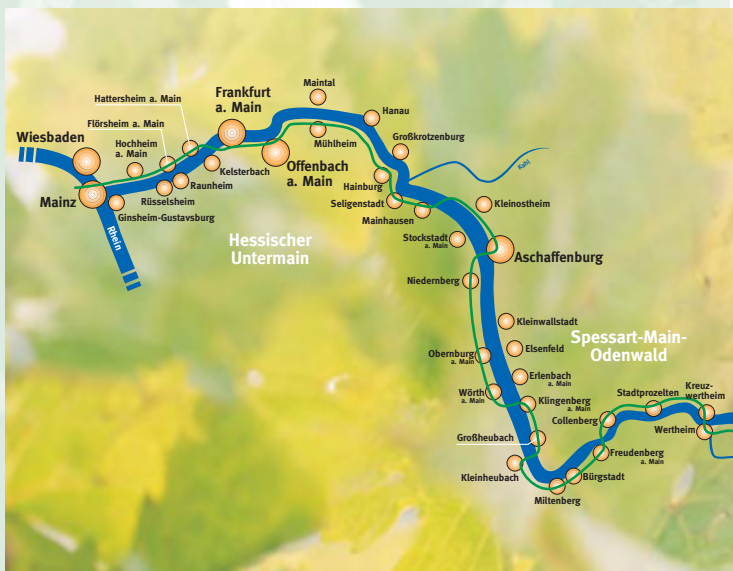 Maintal
Frankfurt
a. Main
Hattersheim a. Main
Hanau
Flörsheim a. Main
Wiesbaden
Hochheim
a. Main
Mühlheim
Großkrotzenburg
Offenbach
a. Main
Kelsterbach
Kahl
Raunheim
Hainburg
Mainz
Rüsselsheim
Seligenstadt
Kleinostheim
Ginsheim-Gustavsburg
Mainhausen
Rhein
Hessischer
Untermain
Stockstadt
a. Main
Aschaffenburg
Niedernberg
Kleinwallstadt
Spessart-Main-
Odenwald
Elsenfeld
Obernburg
a. Main
Erlenbach
a. Main
Wörth
a. Main
Klingenberg
a. Main
Stadtprozelten
Kreuz-
wertheim
Collenberg
Wertheim
Großheubach
Freudenberg
a. Main
Kleinheubach
Bürgstadt
Miltenberg